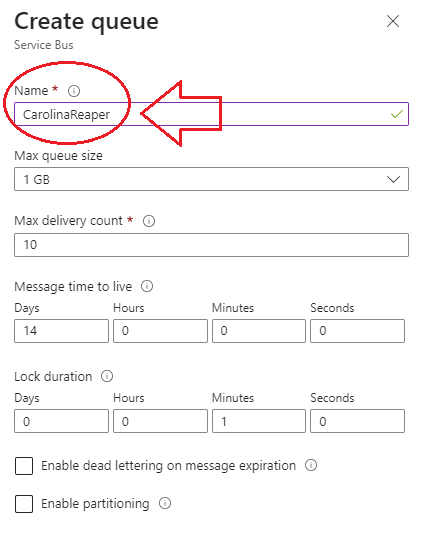 Create queue
Service Bus
Name *
CarolinaReaper
Max queue size
1 GB
Max delivery count *
10
Message time to live
Days Hours Minutes Seconds
14 0 0 0
Lock duration
Days Hours Minutes Seconds
0 0 1 0
Enable dead lettering on message expiration
Enable partitioning